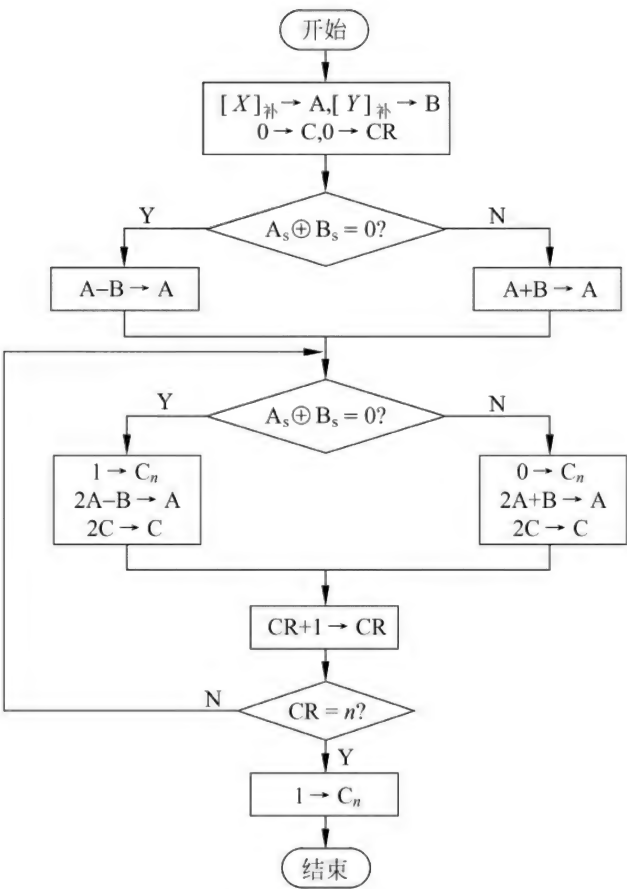 开始
[ X ]补→A,[ Y ]补→B
0→C,0→CR
As⊕Bs=0?
Y
N
A−B→A
A+B→A
As⊕Bs=0?
Y
N
1→Cn
2A−B→A
2C→C
0→Cn
2A+B→A
2C→C
CR+1→CR
CR=n?
N
Y
1→Cn
结束